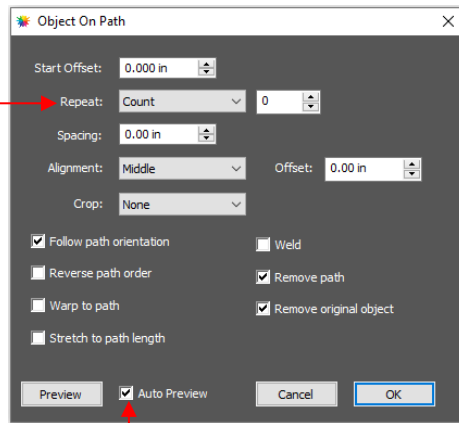 Object On Path
Start Offset: 0.000 in
Repeat: Count 0
Spacing: 0.00 in
Alignment: Middle Offset: 0.00 in
Crop: None
Follow path orientation Weld
Reverse path order Remove path
Warp to path Remove original object
Stretch to path length
Preview Auto Preview Cancel OK